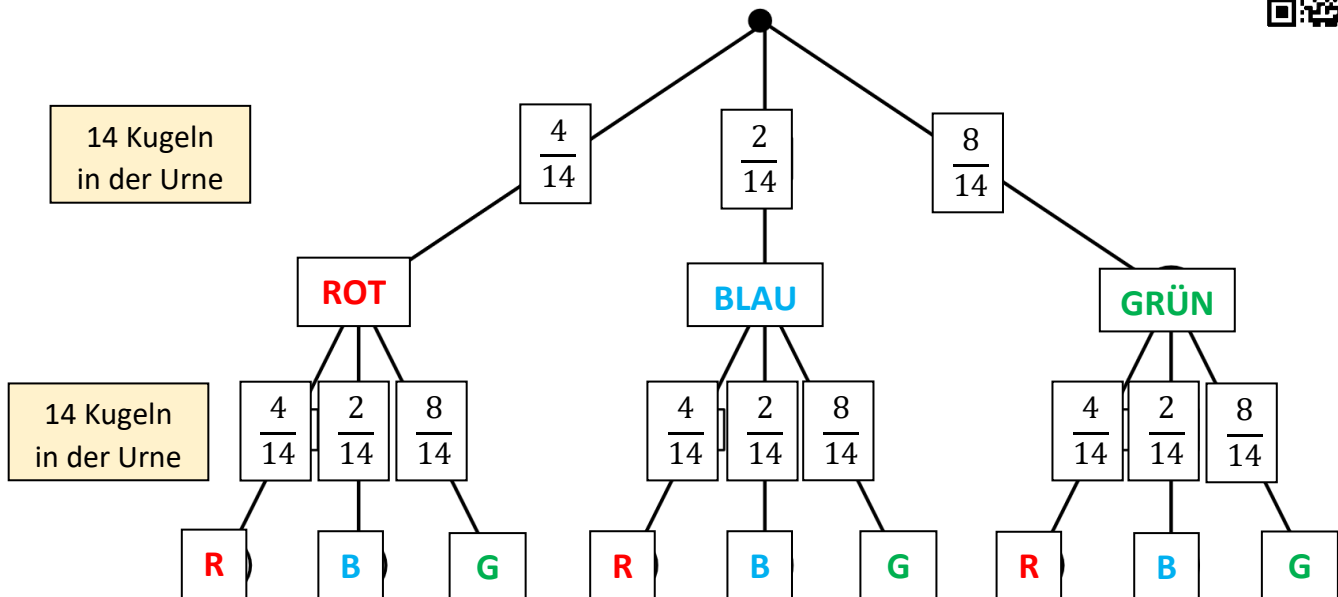 14 Kugeln
in der Urne
4/14 2/14 8/14
ROT BLAU GRÜN
14 Kugeln
in der Urne
4/14 2/14 8/14 4/14 2/14 8/14 4/14 2/14 8/14
R B G R B G R B G